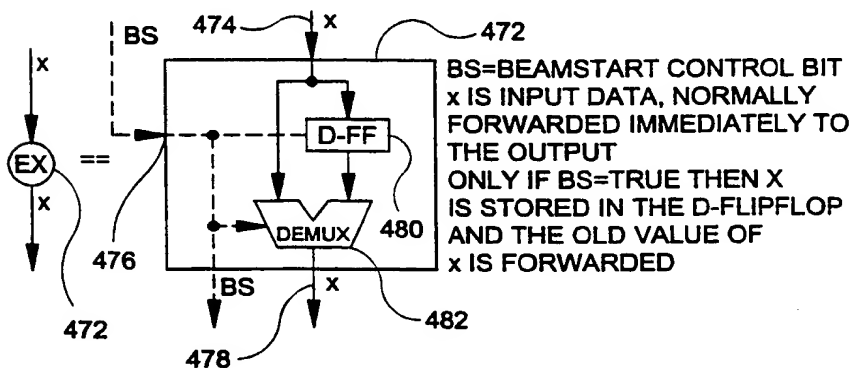 474
x
472
BS
x
EX
==
x
472
476
D-FF
480
DEMUX
482
BS
x
478
BS=BEAMSTART CONTROL BIT
x IS INPUT DATA, NORMALLY
FORWARDED IMMEDIATELY TO
THE OUTPUT
ONLY IF BS=TRUE THEN X
IS STORED IN THE D-FLIPFLOP
AND THE OLD VALUE OF
x IS FORWARDED